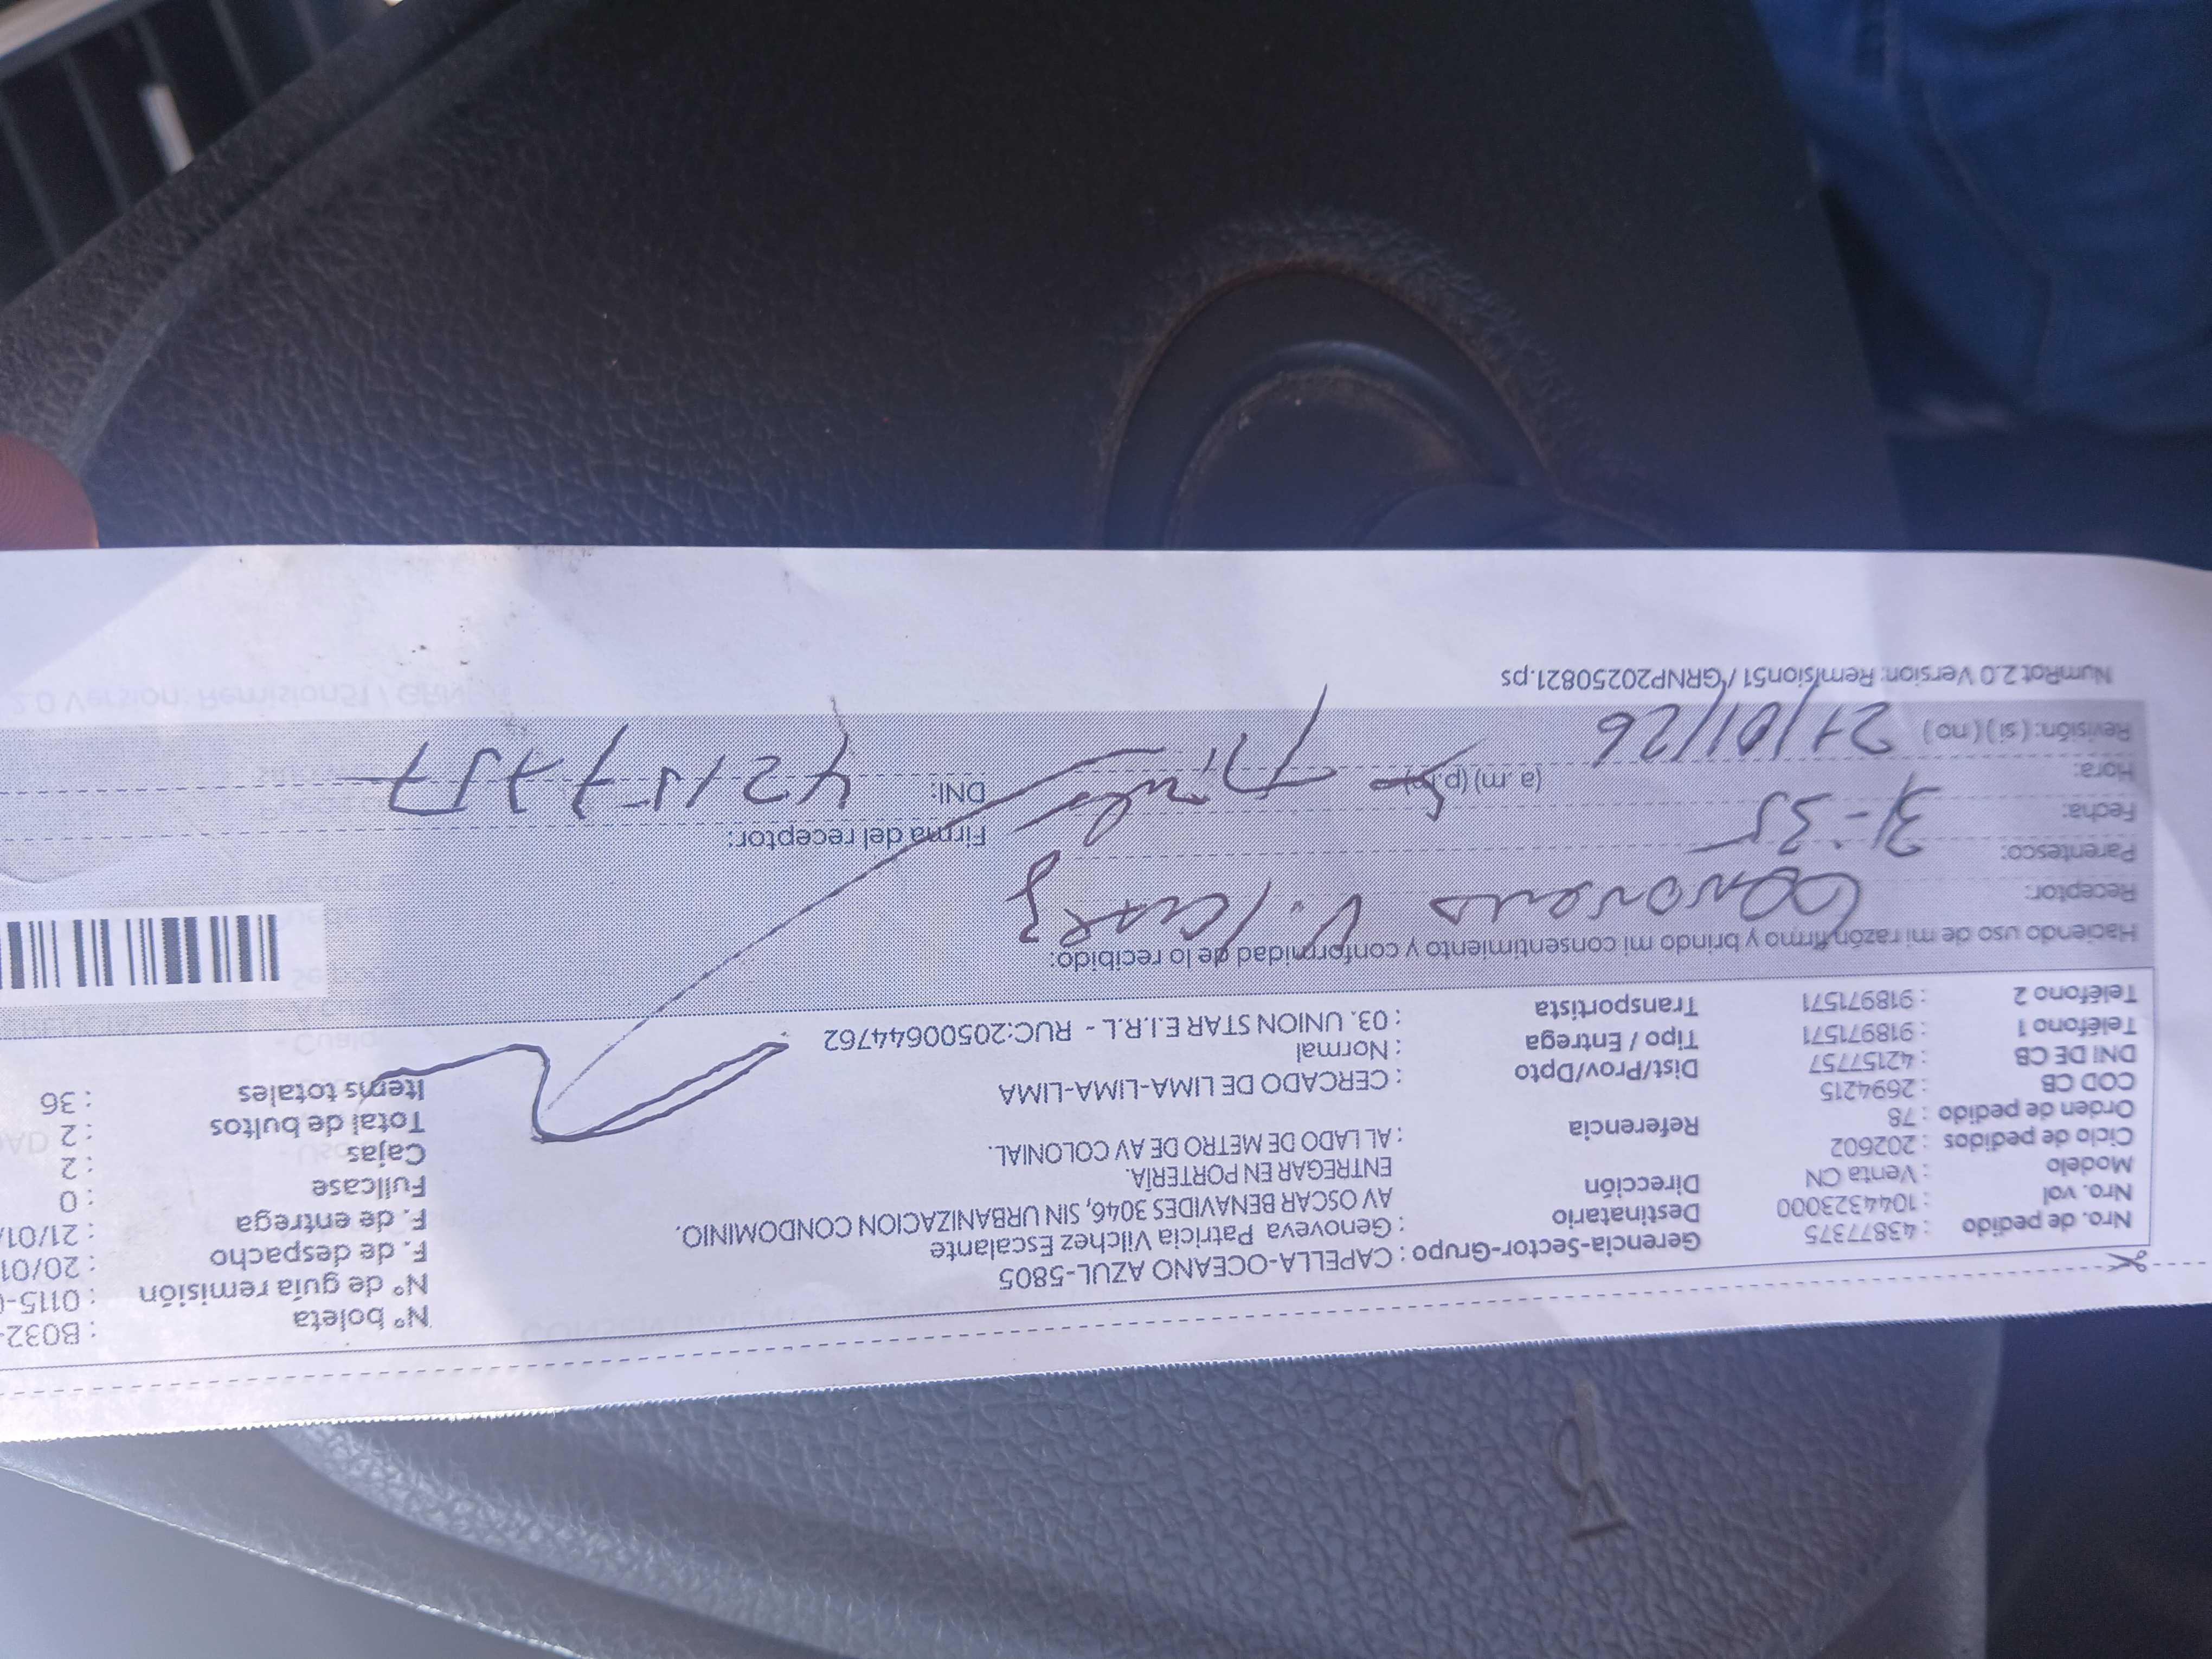 Nro. de pedido : 43877375
Nro. vol : 1044323000
Modelo : Venta CN
Ciclo de pedidos : 202602
Orden de pedido : 78
COD CB : 2694215
DNI DE CB : 42157757
Teléfono 1 : 918971571
Teléfono 2 : 918971571
Gerencia-Sector-Grupo : CAPELLA-OCEANO AZUL-5805
Destinatario : Genoveva Patricia Vilchez Escalante
Dirección AV OSCAR BENAVIDES 3046, SIN URBANIZACION CONDOMINIO.
ENTREGAR EN PORTERÍA.
Referencia : AL LADO DE METRO DE AV COLONIAL.
Dist/Prov/Dpto : CERCADO DE LIMA-LIMA-LIMA
Tipo / Entrega : Normal
Transportista : 03. UNION STAR E.I.R.L - RUC:20500644762
N° boleta : B032-
N° de guía remisión : 0115-
F. de despacho : 20/01
F. de entrega : 21/01/
Fullcase : 0
Cajas : 2
Total de bultos : 2
Items totales : 36
Haciendo uso de mi razón firmo y brindo mi consentimiento y conformidad de lo recibido:
Receptor:
Parentesco:
Fecha: 3:35
Hora: (a.m) (p.m)
Revisión: (si) (no) 21/01/26
Firma del receptor:
DNI: 42157757
NumRot 2.0 Version: Remision51 / GRNP20250821.ps